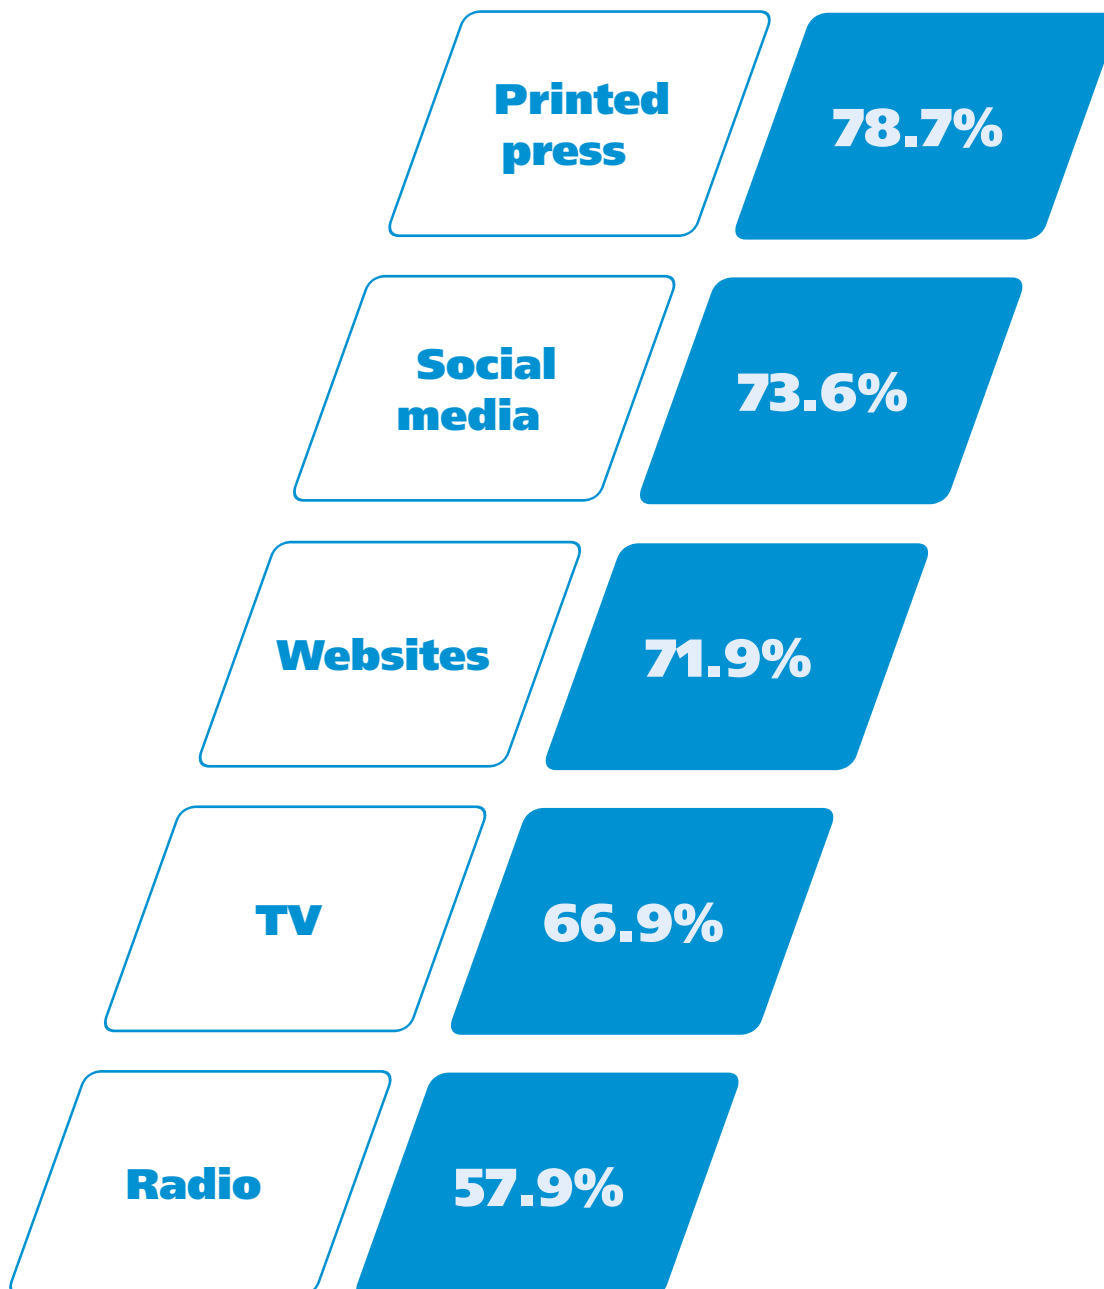 Printed
press
78.7%
Social
media
73.6%
Websites
71.9%
TV
66.9%
Radio
57.9%